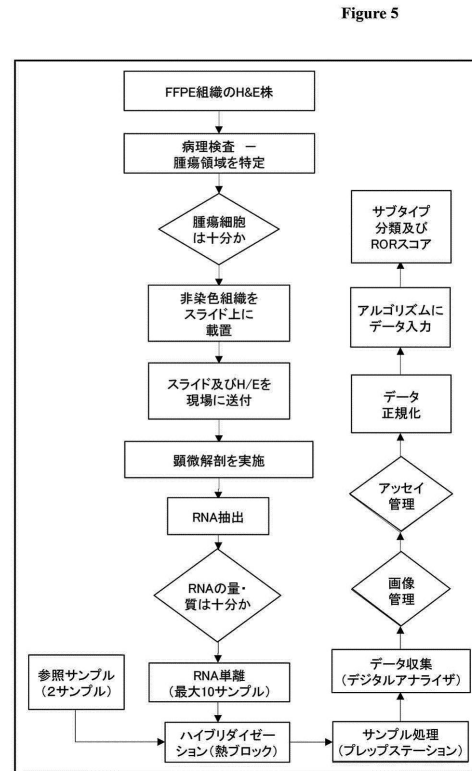 Figure 5
FFPE組織のH&E株
病理検査 －
腫瘍領域を特定
腫瘍細胞
は十分か
非染色組織を
スライド上に
載置
スライド及びH/Eを
現場に送付
顕微解剖を実施
RNA抽出
RNAの量・
質は十分か
RNA単離
(最大10サンプル)
参照サンプル
(2サンプル)
ハイブリダイゼー
ション(熱ブロック)
サンプル処理
(プレップステーション)
データ収集
(デジタルアナライザ)
画像
管理
アッセイ
管理
データ
正規化
アルゴリズムに
データ入力
サブタイプ
分類及び
RORスコア